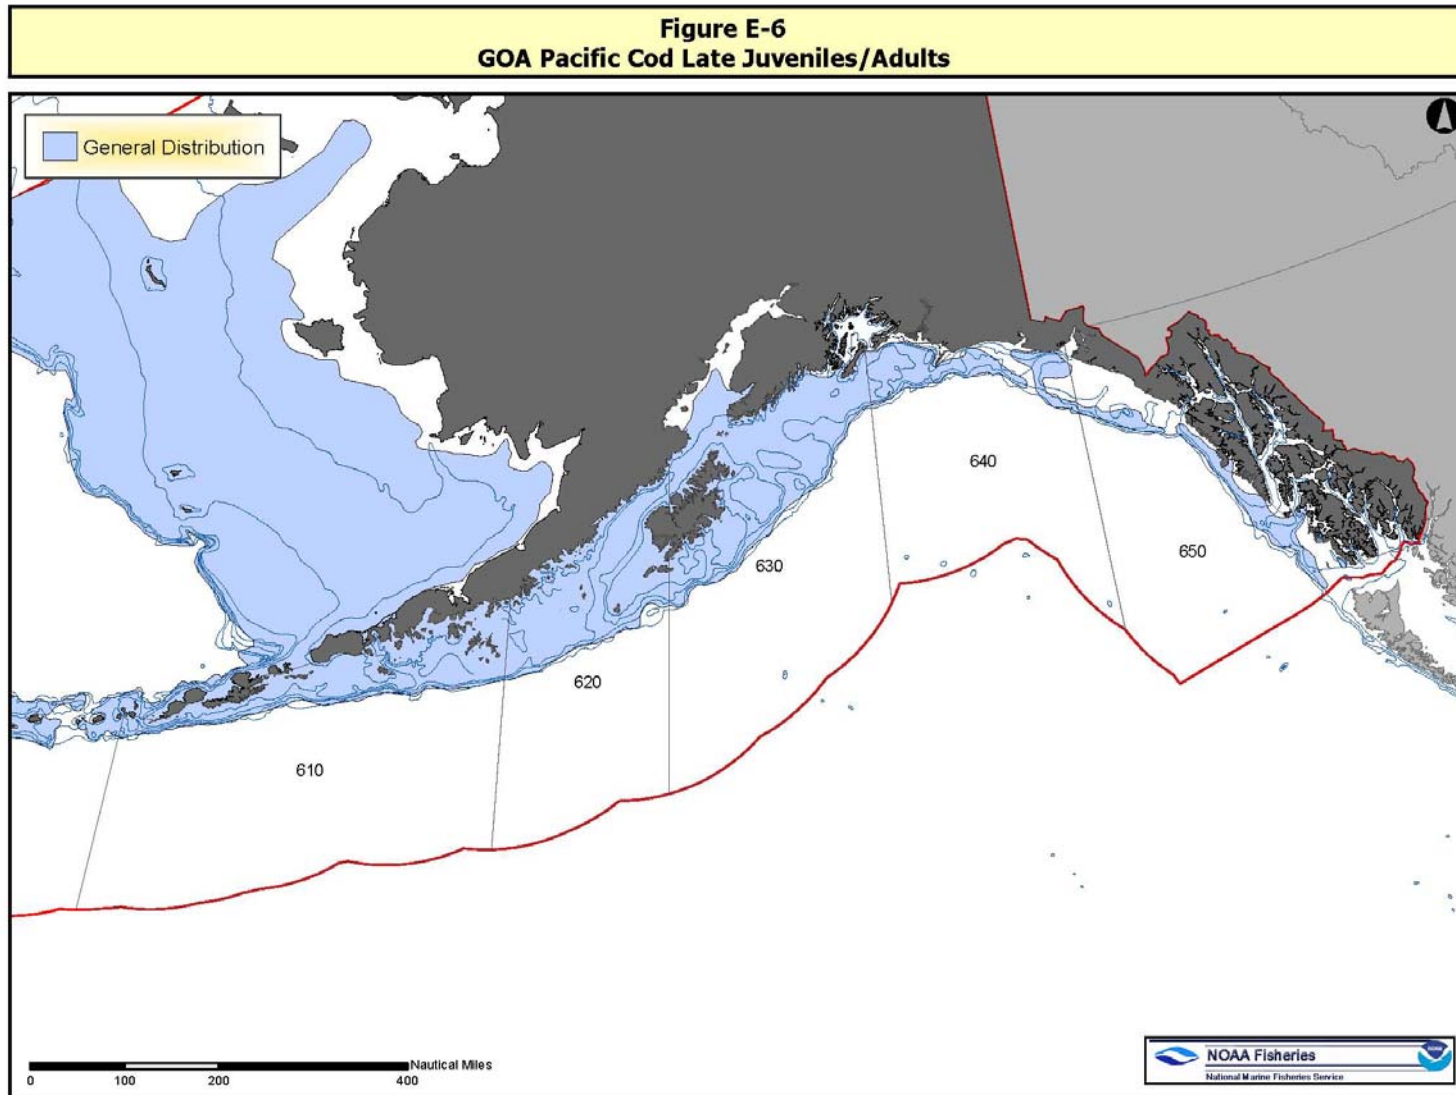 Figure E-6
GOA Pacific Cod Late Juveniles/Adults
General Distribution
640
650
630
620
610
Nautical Miles
0 100 200 400
NOAA Fisheries
National Marine Fisheries Service